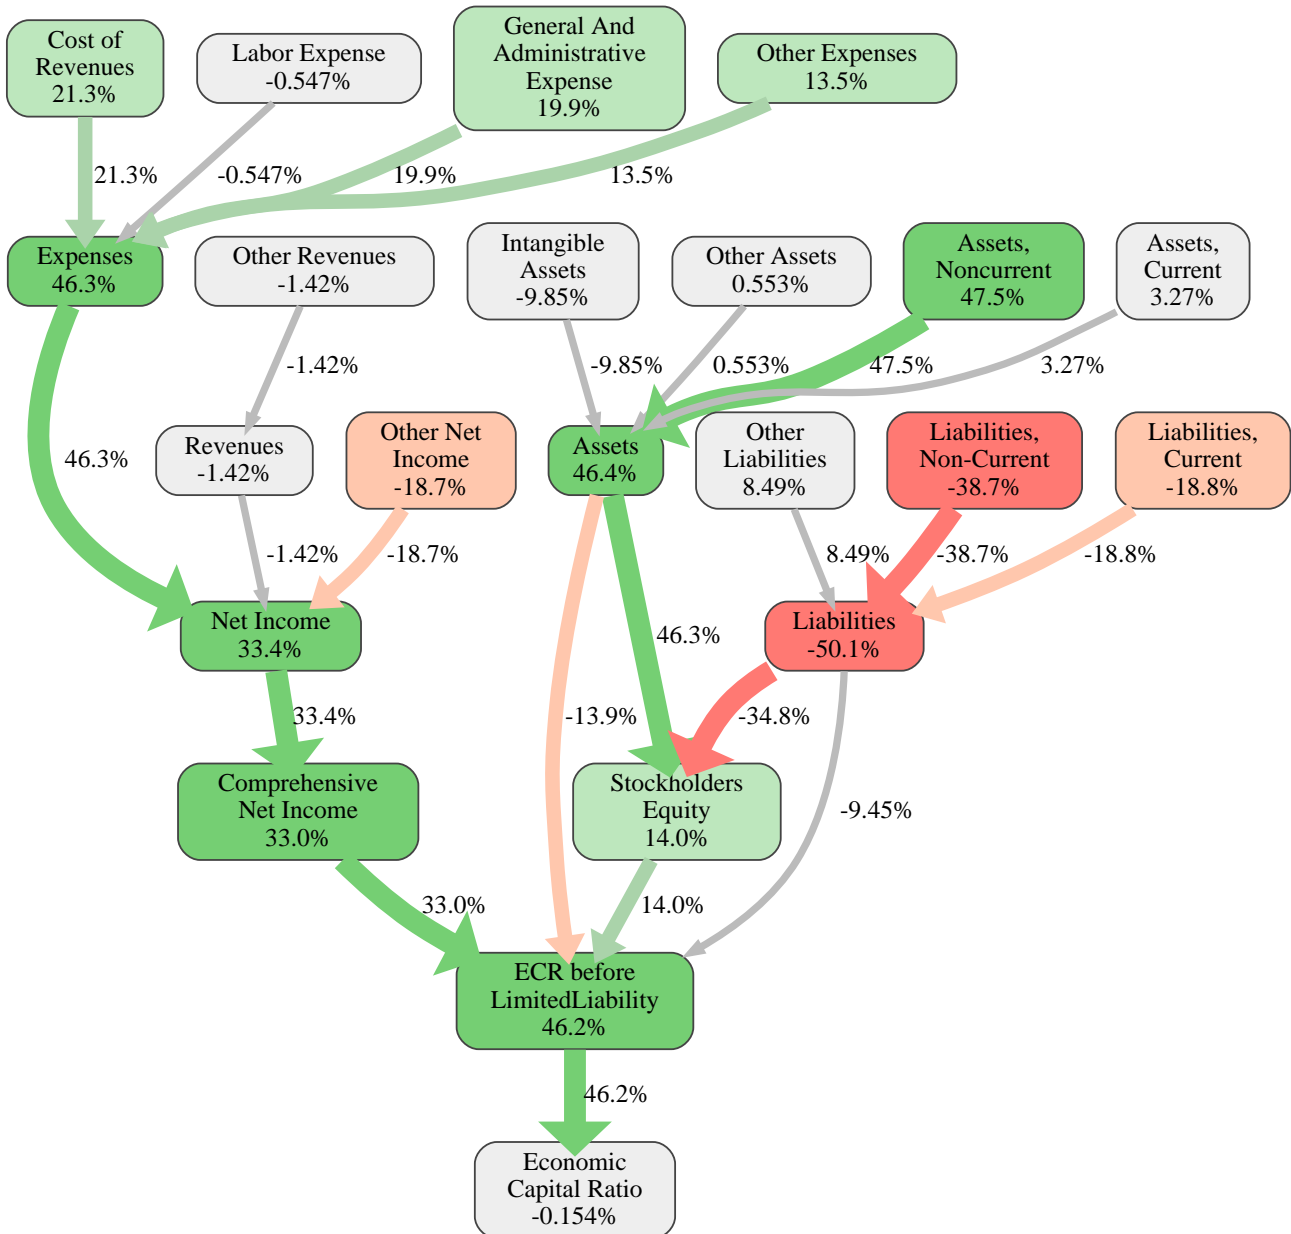 Cost of
Revenues
21.3%
Labor Expense
-0.547%
General And
Administrative
Expense
19.9%
Other Expenses
13.5%
21.3%
-0.547%
19.9%
13.5%
Expenses
46.3%
Other Revenues
-1.42%
Intangible
Assets
-9.85%
Other Assets
0.553%
Assets,
Noncurrent
47.5%
Assets,
Current
3.27%
-1.42%
-9.85%
0.553%
47.5%
3.27%
46.3%
Revenues
-1.42%
Other Net
Income
-18.7%
Assets
46.4%
Other
Liabilities
8.49%
Liabilities,
Non-Current
-38.7%
Liabilities,
Current
-18.8%
-1.42%
-18.7%
8.49%
-38.7%
-18.8%
Net Income
33.4%
46.3%
Liabilities
-50.1%
33.4%
-13.9%
-34.8%
Comprehensive
Net Income
33.0%
Stockholders
Equity
14.0%
-9.45%
33.0%
14.0%
ECR before
LimitedLiability
46.2%
46.2%
Economic
Capital Ratio
-0.154%